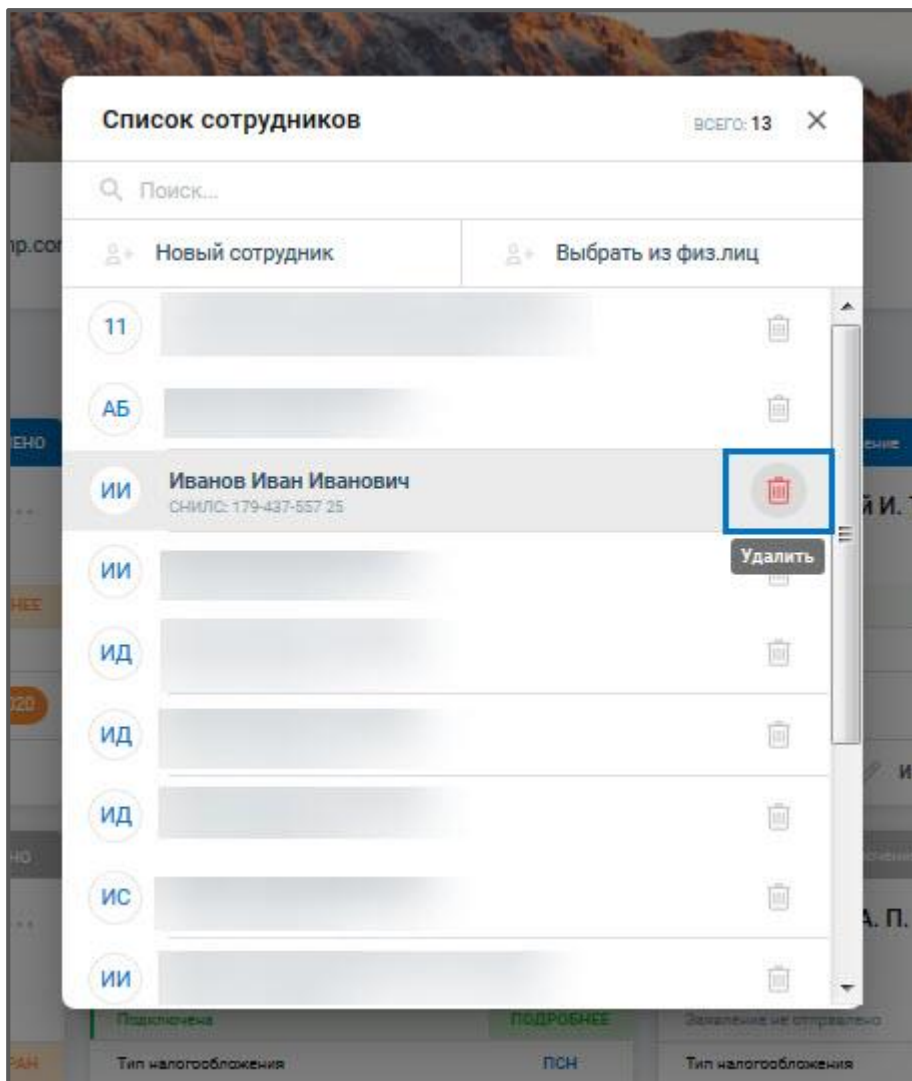 Список сотрудников
ВСЕГО: 13
Поиск...
Новый сотрудник
Выбрать из физ.лиц
11
АБ
ИИ
Иванов Иван Иванович
СНИЛС: 179-437-557 25
Удалить
ИИ
ИД
ИД
ИД
ИС
ИИ
Подключена
ПОДРОБНЕЕ
Заявление не отправлено
Тип налогообложения
ПСН
Тип налогообложения